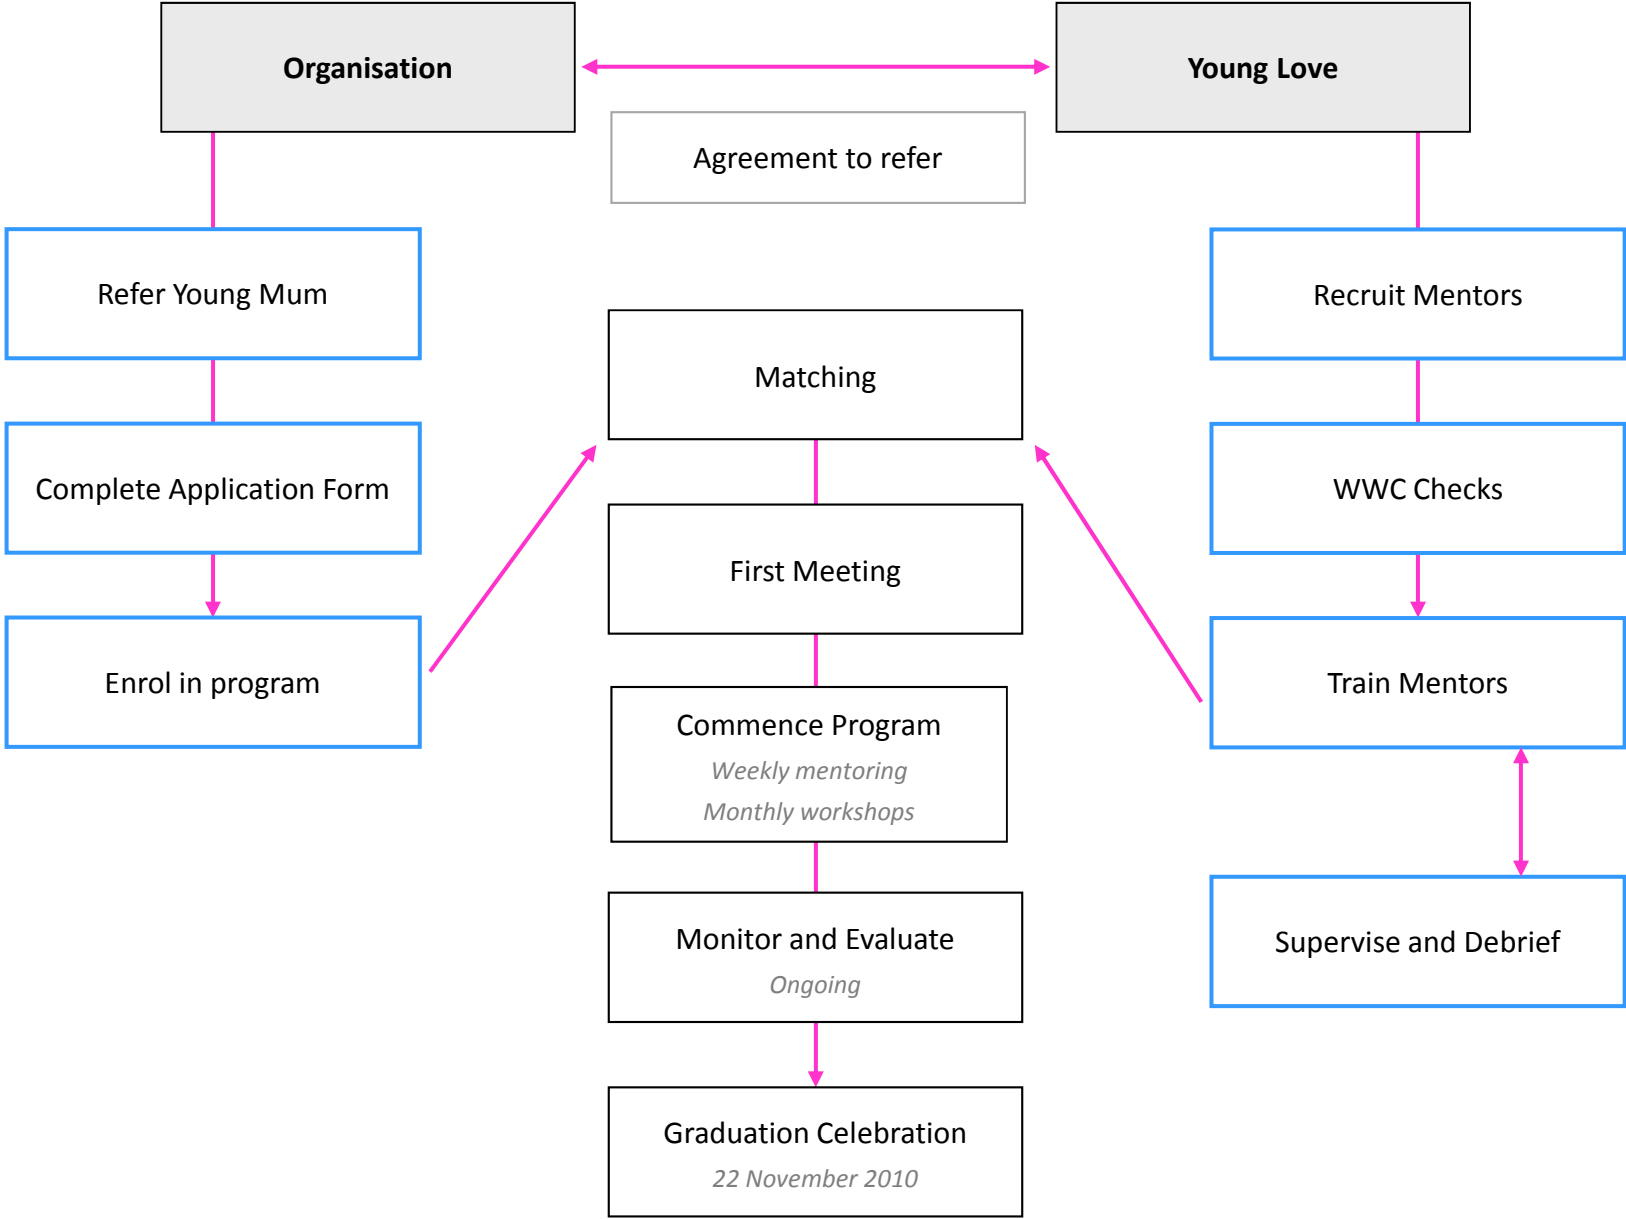 Organisation
Young Love
Agreement to refer
Refer Young Mum
Recruit Mentors
Matching
Complete Application Form
WWC Checks
First Meeting
Enrol in program
Train Mentors
Commence Program
Weekly mentoring
Monthly workshops
Monitor and Evaluate
Ongoing
Supervise and Debrief
Graduation Celebration
22 November 2010